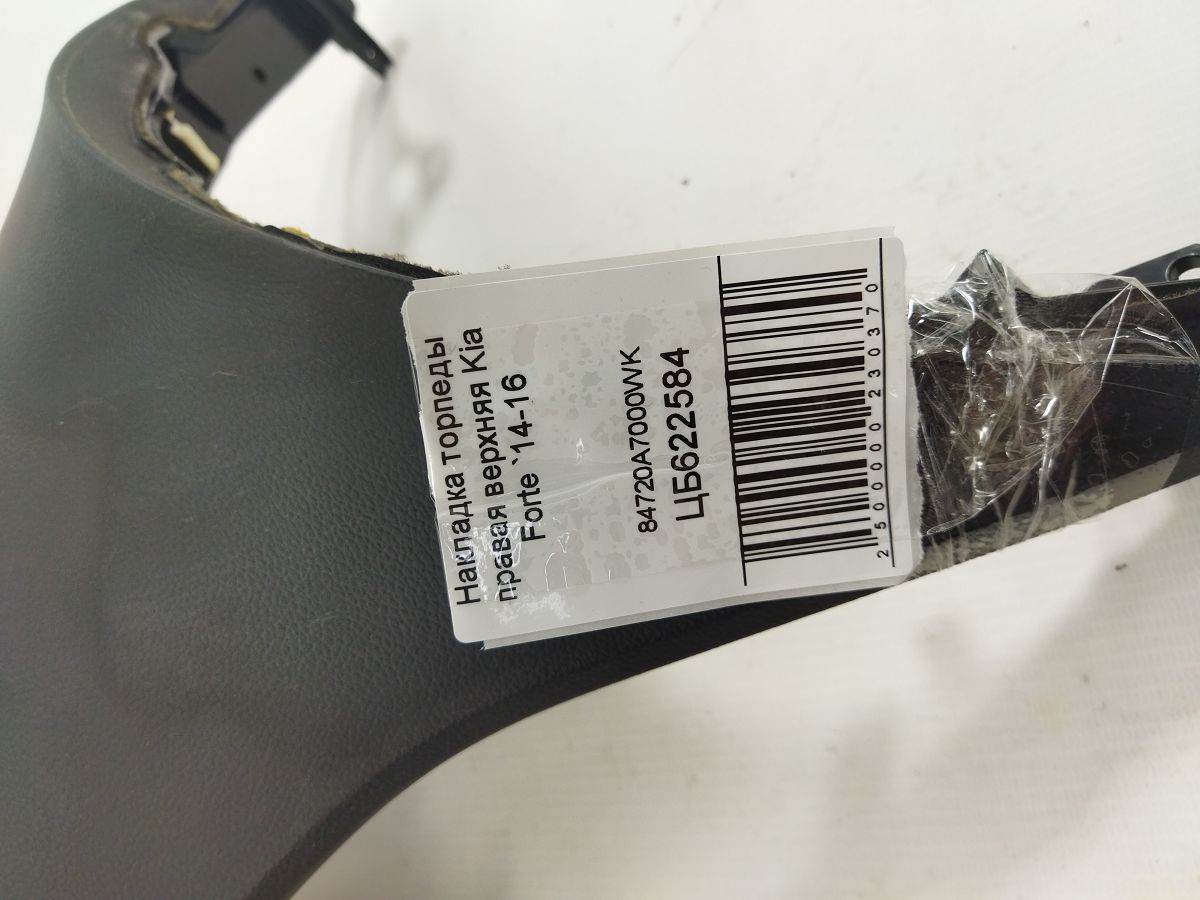 Накладка торпеды
правая верхняя Kia
Forte `14-16
84720A7000WK
ЦБ622584
2500000230370